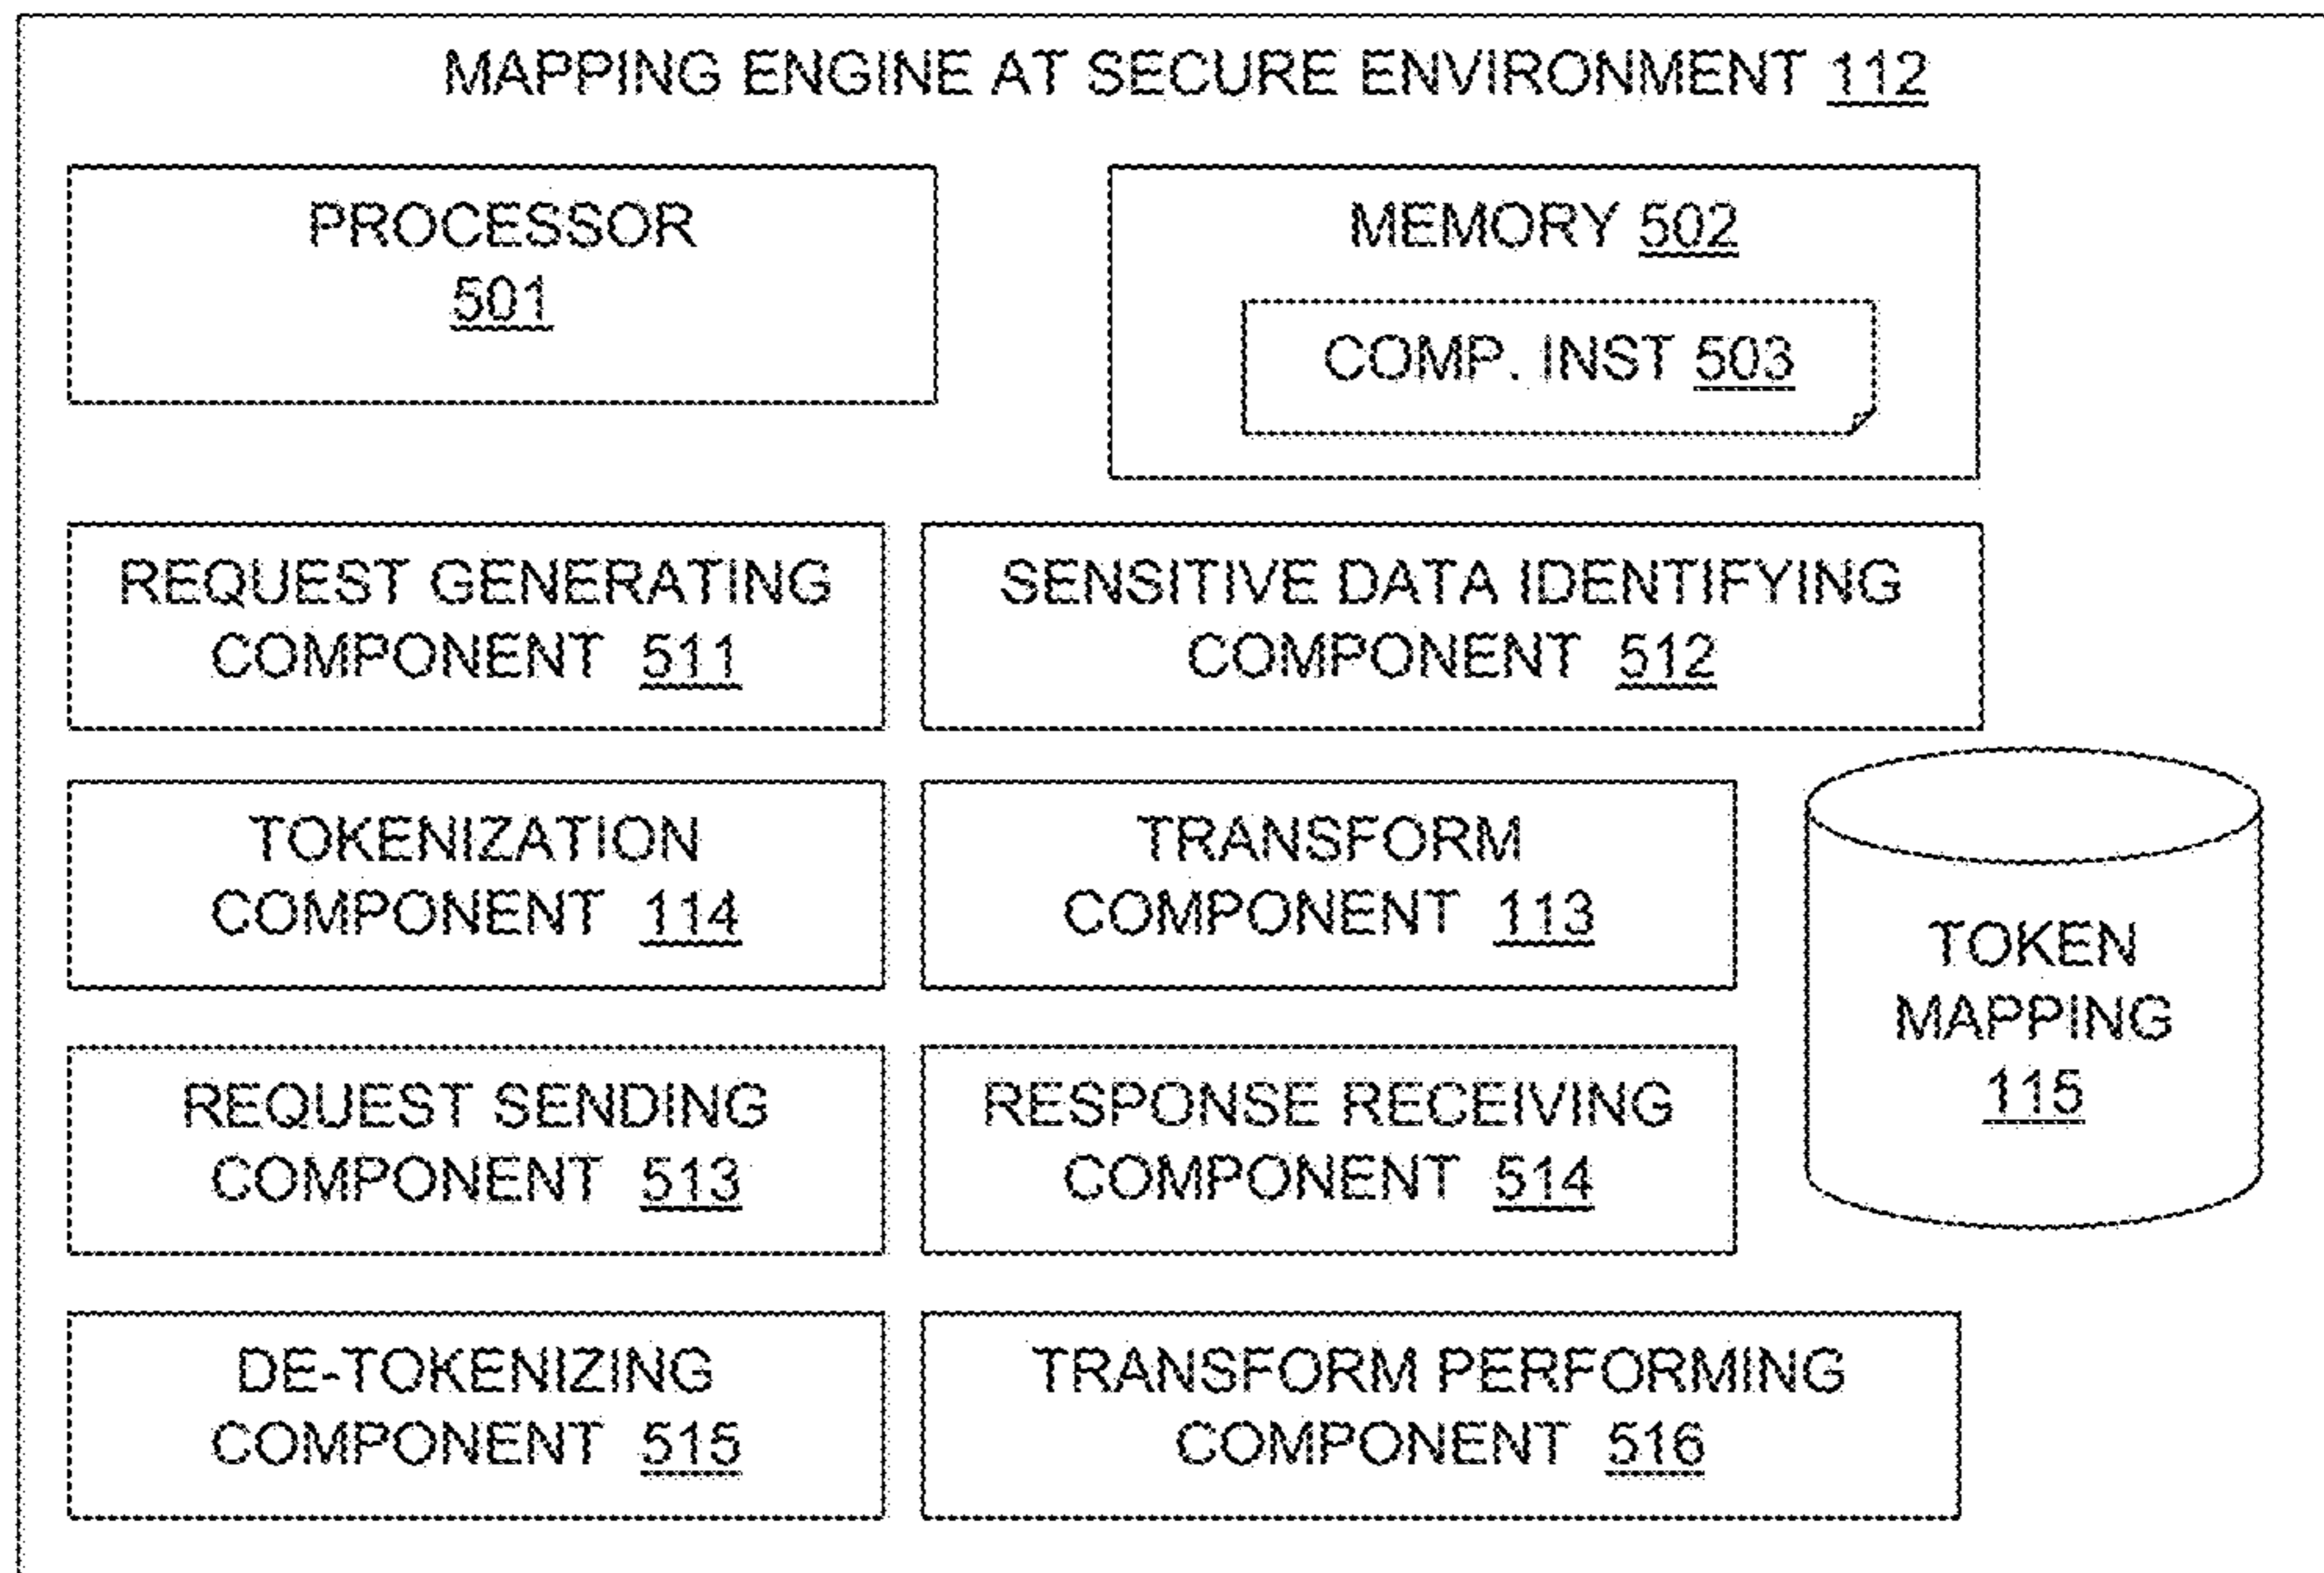 MAPPING ENGINE AT SECURE ENVIRONMENT 112
PROCESSOR
501
MEMORY 502
COMP. INST 503
REQUEST GENERATING
COMPONENT 511
SENSITIVE DATA IDENTIFYING
COMPONENT 512
TOKENIZATION
COMPONENT 114
TRANSFORM
COMPONENT 113
TOKEN
MAPPING
115
REQUEST SENDING
COMPONENT 513
RESPONSE RECEIVING
COMPONENT 514
DE-TOKENIZING
COMPONENT 515
TRANSFORM PERFORMING
COMPONENT 516